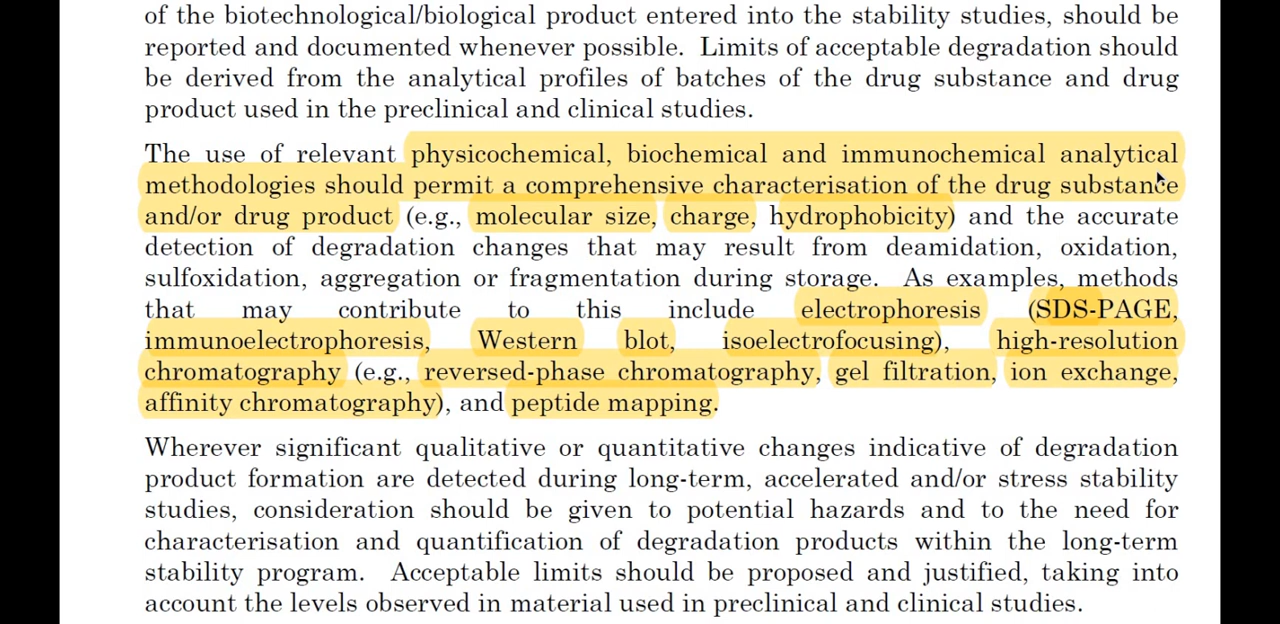 of the biotechnological/biological product entered into the stability studies, should be
reported and documented whenever possible. Limits of acceptable degradation should
be derived from the analytical profiles of batches of the drug substance and drug
product used in the preclinical and clinical studies.
The use of relevant physicochemical, biochemical and immunochemical analytical
methodologies should permit a comprehensive characterisation of the drug substance
and/or drug product (e.g., molecular size, charge, hydrophobicity) and the accurate
detection of degradation changes that may result from deamidation, oxidation,
sulfoxidation, aggregation or fragmentation during storage. As examples, methods
that may contribute to this include electrophoresis (SDS-PAGE,
immunoelectrophoresis, Western blot, isoelectrofocusing), high-resolution
chromatography (e.g., reversed-phase chromatography, gel filtration, ion exchange,
affinity chromatography), and peptide mapping.
Wherever significant qualitative or quantitative changes indicative of degradation
product formation are detected during long-term, accelerated and/or stress stability
studies, consideration should be given to potential hazards and to the need for
characterisation and quantification of degradation products within the long-term
stability program. Acceptable limits should be proposed and justified, taking into
account the levels observed in material used in preclinical and clinical studies.